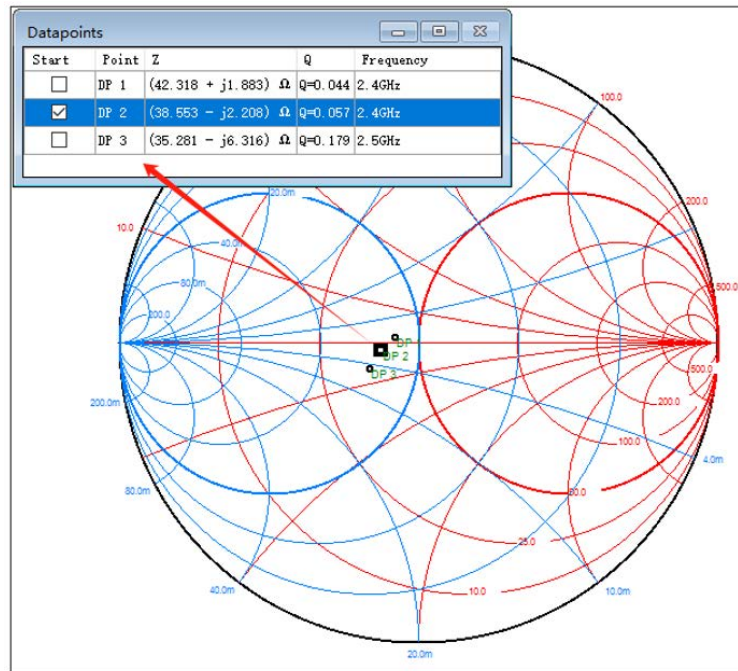 Datapoints
Start Point Z Q Frequency
DP 1 (42.318 + j1.883) Ω Q=0.044 2.4GHz
DP 2 (38.553 - j2.208) Ω Q=0.057 2.4GHz
DP 3 (35.281 - j6.316) Ω Q=0.179 2.5GHz
100.0
20.0m
200.0
10.0
40.0m
80.0m
500.0
200.0m
DP
DP 2
DP 3
500.0
200.0m
200.0
100.0
4.0m
80.0m
50.0
25.0
40.0m
10.0
10.0m
20.0m